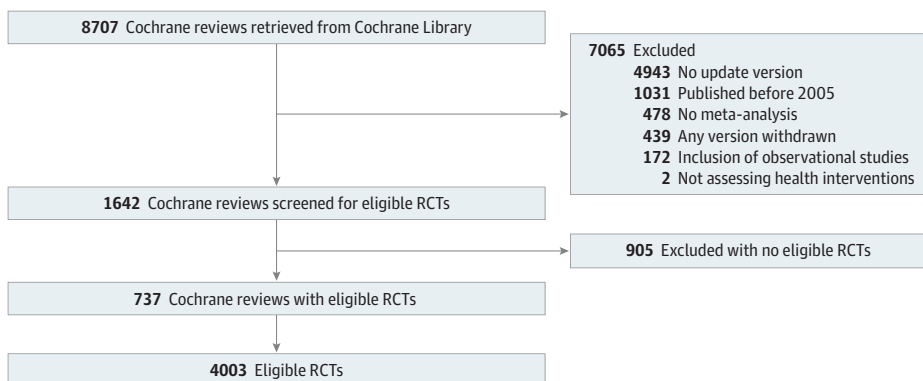 8707 Cochrane reviews retrieved from Cochrane Library
7065 Excluded
4943 No update version
1031 Published before 2005
478 No meta-analysis
439 Any version withdrawn
172 Inclusion of observational studies
2 Not assessing health interventions
1642 Cochrane reviews screened for eligible RCTs
905 Excluded with no eligible RCTs
737 Cochrane reviews with eligible RCTs
4003 Eligible RCTs